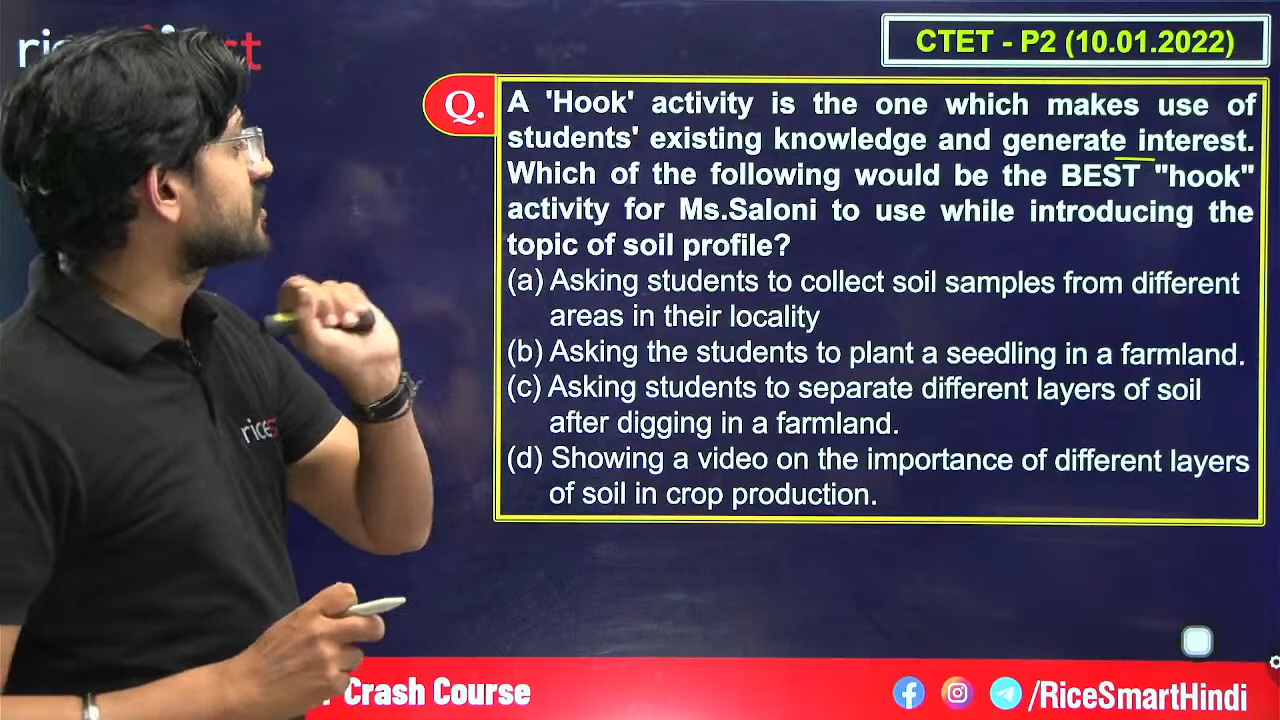 CTET - P2 (10.01.2022)
Q. A 'Hook' activity is the one which makes use of
students' existing knowledge and generate interest.
Which of the following would be the BEST "hook"
activity for Ms.Saloni to use while introducing the
topic of soil profile?
(a) Asking students to collect soil samples from different
areas in their locality
(b) Asking the students to plant a seedling in a farmland.
(c) Asking students to separate different layers of soil
after digging in a farmland.
(d) Showing a video on the importance of different layers
of soil in crop production.
Crash Course
/RiceSmartHindi